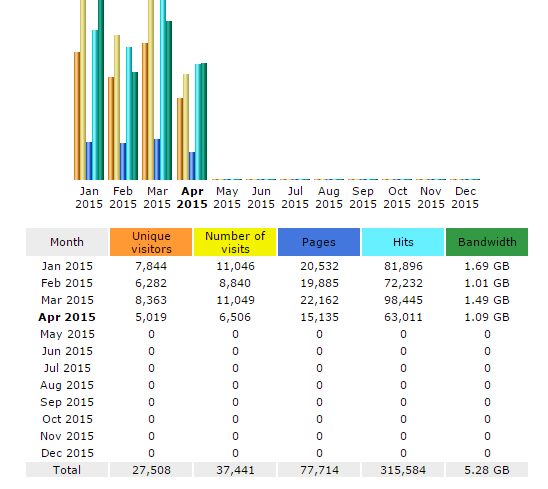 Jan Feb Mar Apr May Jun Jul Aug Sep Oct Nov Dec
2015 2015 2015 2015 2015 2015 2015 2015 2015 2015 2015 2015
Month Unique visitors Number of visits Pages Hits Bandwidth
Jan 2015 7,844 11,046 20,532 81,896 1.69 GB
Feb 2015 6,282 8,840 19,885 72,232 1.01 GB
Mar 2015 8,363 11,049 22,162 98,445 1.49 GB
Apr 2015 5,019 6,506 15,135 63,011 1.09 GB
May 2015 0 0 0 0 0
Jun 2015 0 0 0 0 0
Jul 2015 0 0 0 0 0
Aug 2015 0 0 0 0 0
Sep 2015 0 0 0 0 0
Oct 2015 0 0 0 0 0
Nov 2015 0 0 0 0 0
Dec 2015 0 0 0 0 0
Total 27,508 37,441 77,714 315,584 5.28 GB